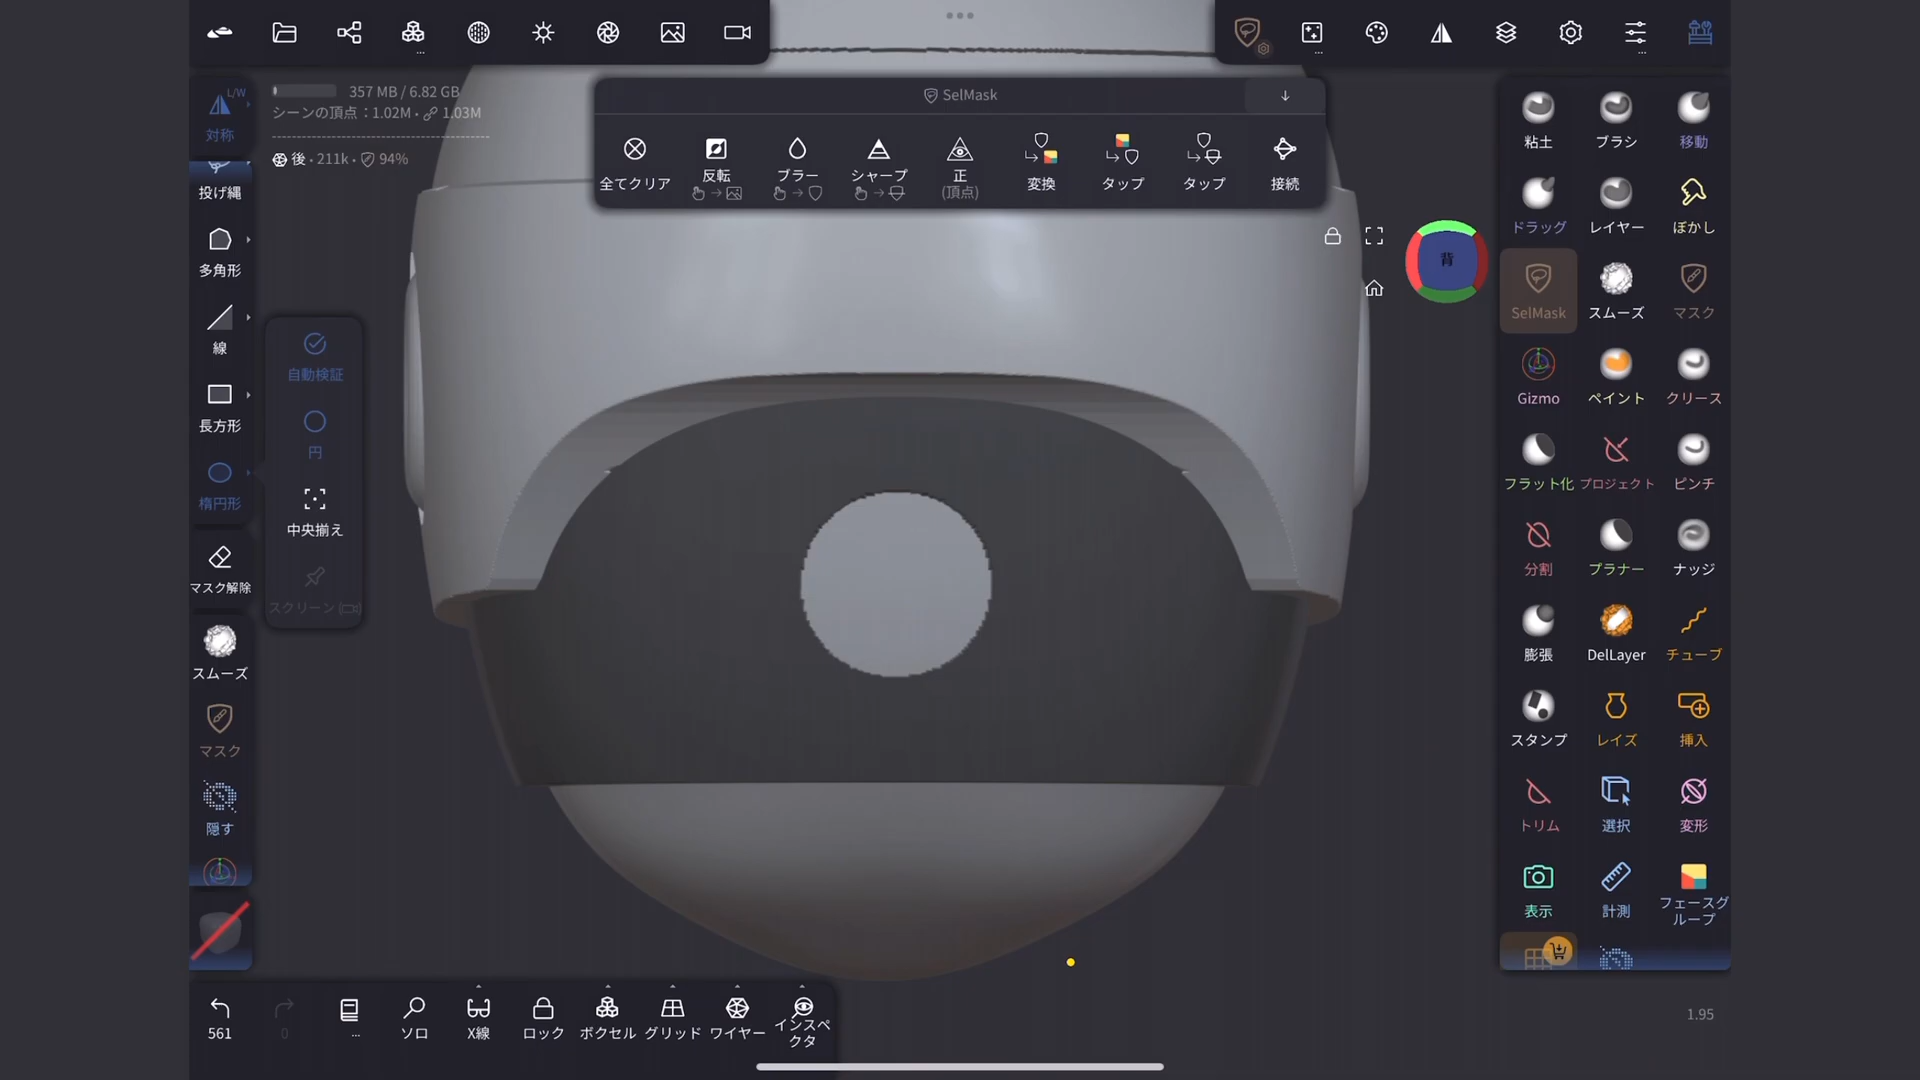 L/W
対称
357 MB / 6.82 GB
シーンの頂点：1.02M • 1.03M
後 • 211k • 94%
SelMask
全てクリア
反転
ブラー
シャープ
正
(頂点)
変換
タップ
タップ
接続
背
投げ縄
多角形
線
長方形
楕円形
マスク解除
スムーズ
マスク
隠す
自動検証
円
中央揃え
スクリーン
粘土
ブラシ
移動
ドラッグ
レイヤー
ぼかし
SelMask
スムーズ
マスク
Gizmo
ペイント
クリース
フラット化
プロジェクト
ピンチ
分割
プラナー
ナッジ
膨張
DelLayer
チューブ
スタンプ
レイズ
挿入
トリム
選択
変形
表示
計測
フェースグ
ループ
561
0
...
ソロ
X線
ロック
ボクセル
グリッド
ワイヤー
インスペ
クタ
1.95